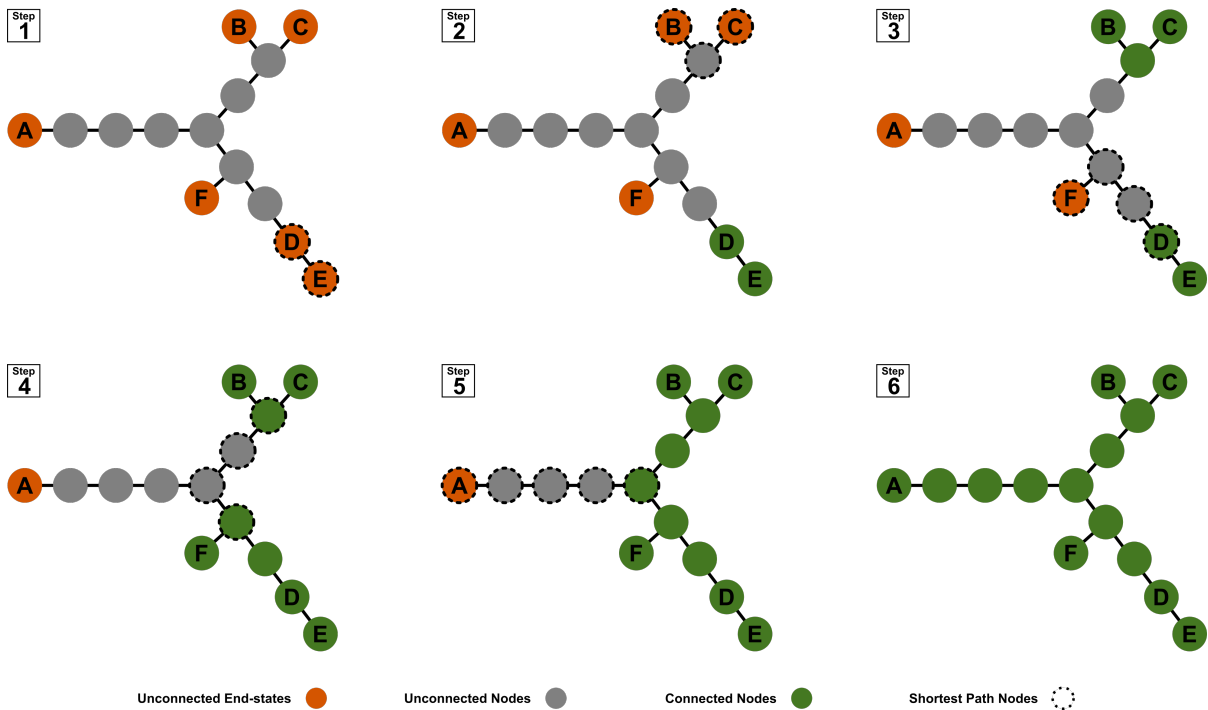 Step
1
B C
A
F
D
E
Step
2
B C
A
F
D
E
Step
3
B C
A
F
D
E
Step
4
B C
A
F
D
E
Step
5
B C
A
F
D
E
Step
6
B C
A
F
D
E
Unconnected End-states Unconnected Nodes Connected Nodes Shortest Path Nodes